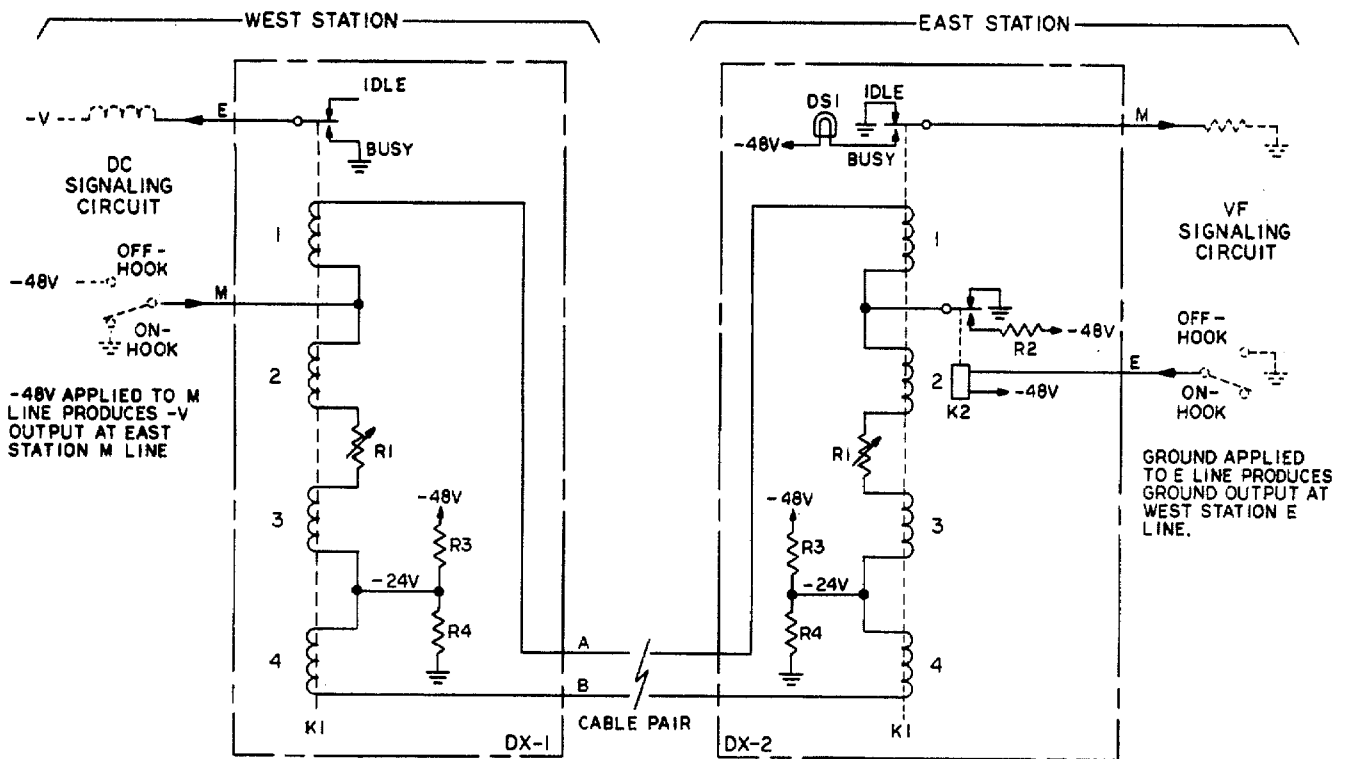 WEST STATION
EAST STATION
IDLE
E
-V
BUSY
DC
SIGNALING
CIRCUIT
1
OFF-
HOOK
-48V
M
ON-
HOOK
2
-48V APPLIED TO M
LINE PRODUCES -V
OUTPUT AT EAST
STATION M LINE
R1
-48V
3
R3
-24V
R4
4
K1
DX-1
A
B
CABLE PAIR
DS1
IDLE
M
-48V
BUSY
VF
SIGNALING
CIRCUIT
1
-48V
R2
OFF-
HOOK
2
E
-48V
K2
ON-
HOOK
R1
GROUND APPLIED
TO E LINE PRODUCES
GROUND OUTPUT AT
WEST STATION E
LINE.
-48V
3
R3
-24V
R4
4
K1
DX-2